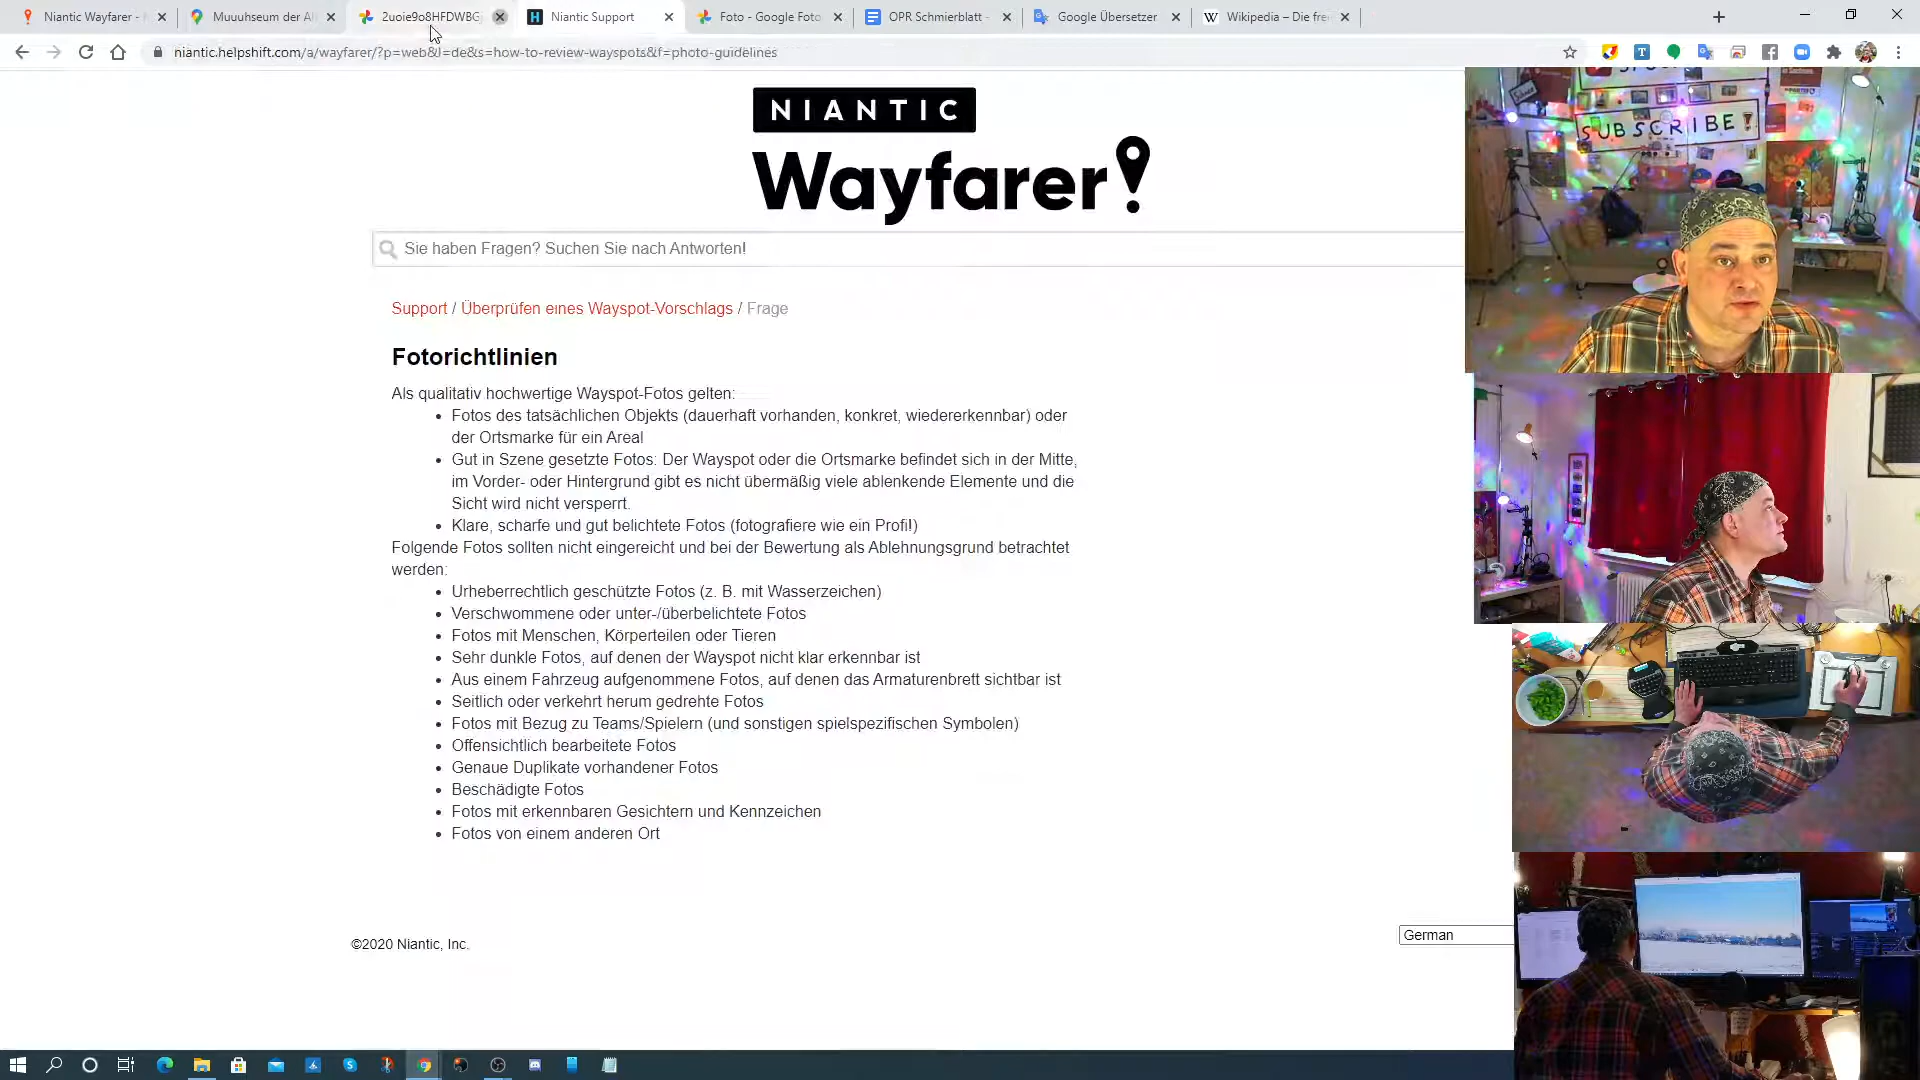 Niantic Wayfarer -
Muuuhseum der Al
2uoie9o8HFDWBG
Niantic Support
Foto - Google Foto
OPR Schmierblatt -
Google Übersetzer
Wikipedia – Die fre
niantic.helpshift.com/a/wayfarer/?p=web&l=de&s=how-to-review-wayspots&f=photo-guidelines
NIANTIC
Wayfarer
SUBSCRIBE!
Sie haben Fragen? Suchen Sie nach Antworten!
Support / Überprüfen eines Wayspot-Vorschlags / Frage
Fotorichtlinien
Als qualitativ hochwertige Wayspot-Fotos gelten:
Fotos des tatsächlichen Objekts (dauerhaft vorhanden, konkret, wiedererkennbar) oder
der Ortsmarke für ein Areal
Gut in Szene gesetzte Fotos: Der Wayspot oder die Ortsmarke befindet sich in der Mitte,
im Vorder- oder Hintergrund gibt es nicht übermäßig viele ablenkende Elemente und die
Sicht wird nicht versperrt.
Klare, scharfe und gut belichtete Fotos (fotografiere wie ein Profi!)
Folgende Fotos sollten nicht eingereicht und bei der Bewertung als Ablehnungsgrund betrachtet
werden:
Urheberrechtlich geschützte Fotos (z. B. mit Wasserzeichen)
Verschwommene oder unter-/überbelichtete Fotos
Fotos mit Menschen, Körperteilen oder Tieren
Sehr dunkle Fotos, auf denen der Wayspot nicht klar erkennbar ist
Aus einem Fahrzeug aufgenommene Fotos, auf denen das Armaturenbrett sichtbar ist
Seitlich oder verkehrt herum gedrehte Fotos
Fotos mit Bezug zu Teams/Spielern (und sonstigen spielspezifischen Symbolen)
Offensichtlich bearbeitete Fotos
Genaue Duplikate vorhandener Fotos
Beschädigte Fotos
Fotos mit erkennbaren Gesichtern und Kennzeichen
Fotos von einem anderen Ort
©2020 Niantic, Inc.
German